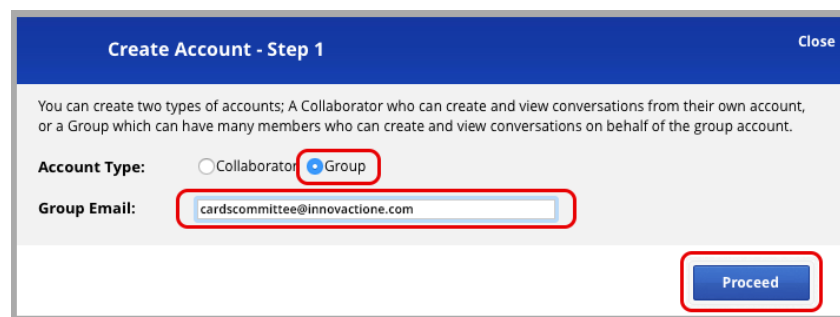 Create Account - Step 1
Close
You can create two types of accounts; A Collaborator who can create and view conversations from their own account,
or a Group which can have many members who can create and view conversations on behalf of the group account.
Account Type: Collaborator Group
Group Email: cardscommittee@innovactione.com
Proceed